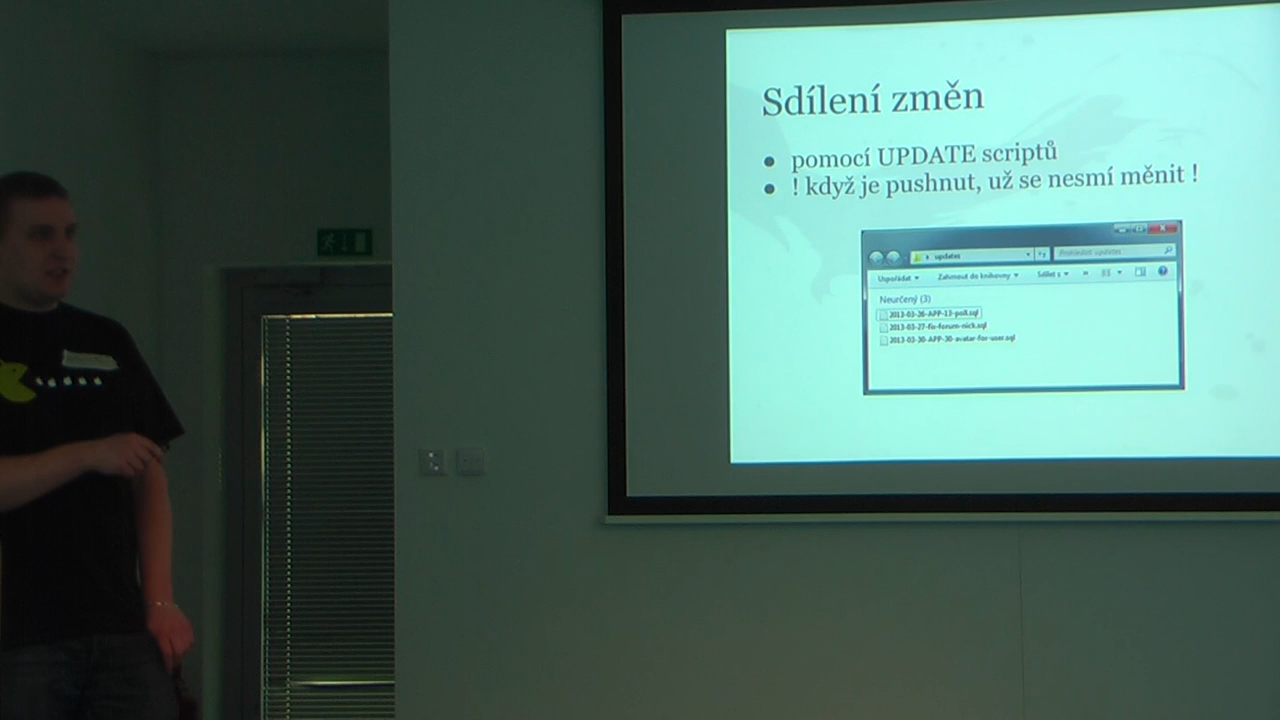 Sdílení změn
● pomocí UPDATE scriptů
● ! když je pushnut, už se nesmí měnit !
updates
Prohledat: updates
Uspořádat
Zahrnout do knihovny
Sdílet s
»
Neurčený (3)
2013-03-26-APP-13-poll.sql
2013-03-27-fix-forum-nick.sql
2013-03-30-APP-30-avatar-for-user.sql